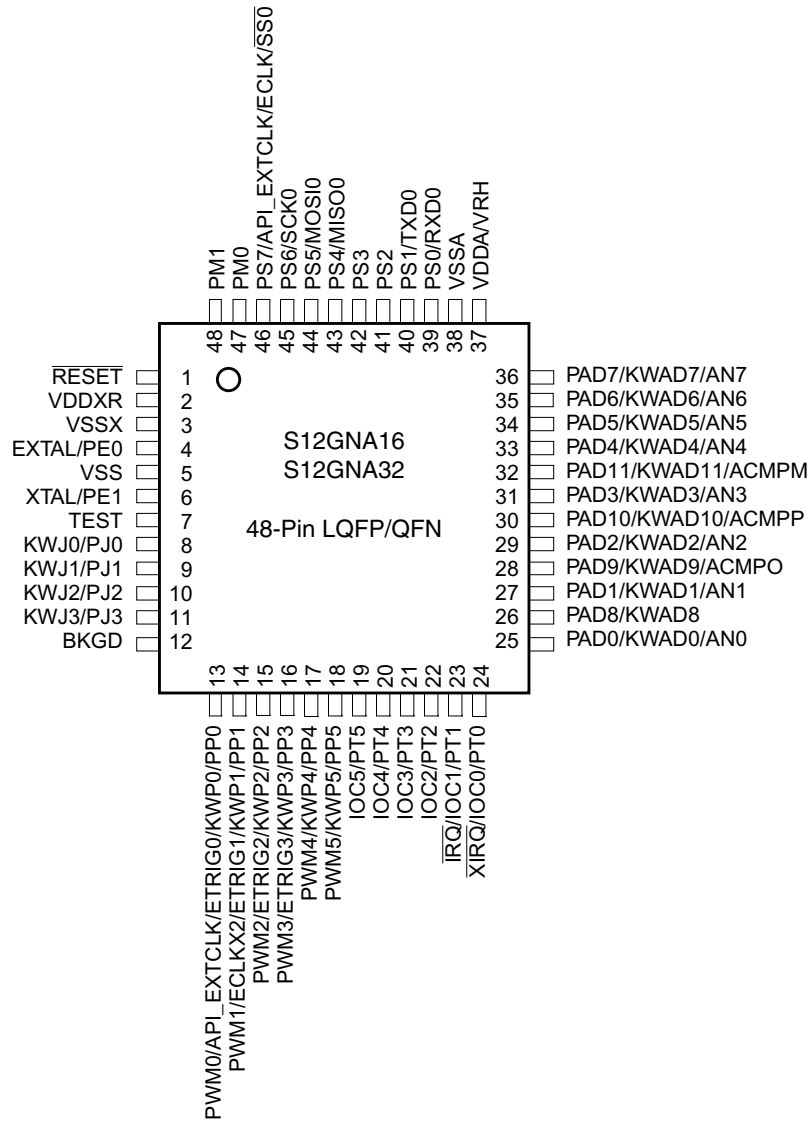 PM1
PM0
PS7/API_EXTCLK/ECLK/SS0
PS6/SCK0
PS5/MOSI0
PS4/MISO0
PS3
PS2
PS1/TXD0
PS0/RXD0
VSSA
VDDA/VRH
48
47
46
45
44
43
42
41
40
39
38
37
RESET 1
VDDXR 2
VSSX 3
EXTAL/PE0 4
VSS 5
XTAL/PE1 6
TEST 7
KWJ0/PJ0 8
KWJ1/PJ1 9
KWJ2/PJ2 10
KWJ3/PJ3 11
BKGD 12
S12GNA16
S12GNA32
48-Pin LQFP/QFN
36 PAD7/KWAD7/AN7
35 PAD6/KWAD6/AN6
34 PAD5/KWAD5/AN5
33 PAD4/KWAD4/AN4
32 PAD11/KWAD11/ACMPM
31 PAD3/KWAD3/AN3
30 PAD10/KWAD10/ACMPP
29 PAD2/KWAD2/AN2
28 PAD9/KWAD9/ACMPO
27 PAD1/KWAD1/AN1
26 PAD8/KWAD8
25 PAD0/KWAD0/AN0
13
14
15
16
17
18
19
20
21
22
23
24
PWM0/API_EXTCLK/ETRIG0/KWP0/PP0
PWM1/ECLKX2/ETRIG1/KWP1/PP1
PWM2/ETRIG2/KWP2/PP2
PWM3/ETRIG3/KWP3/PP3
PWM4/KWP4/PP4
PWM5/KWP5/PP5
IOC5/PT5
IOC4/PT4
IOC3/PT3
IOC2/PT2
IRQ/IOC1/PT1
XIRQ/IOC0/PT0